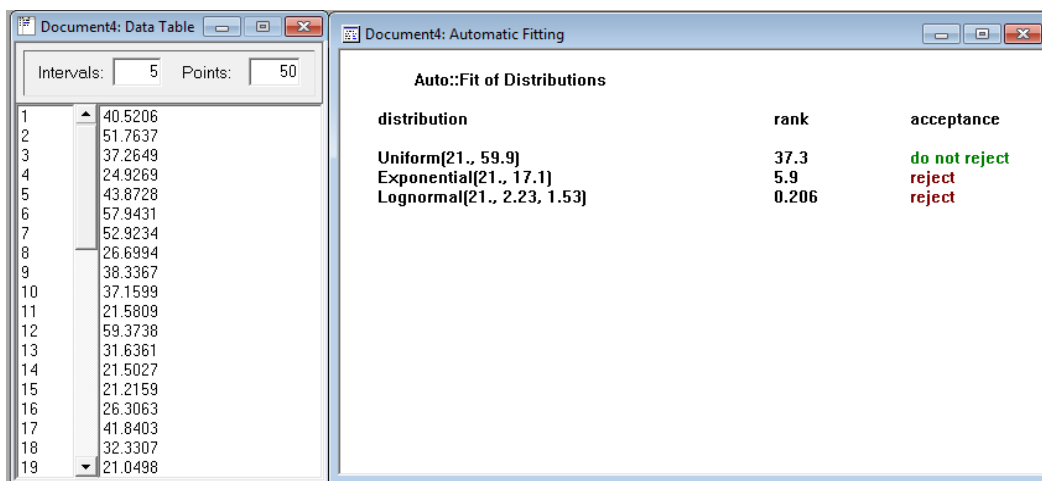 Document4: Data Table
Intervals: 5 Points: 50
1 40.5206
2 51.7637
3 37.2649
4 24.9269
5 43.8728
6 57.9431
7 52.9234
8 26.6994
9 38.3367
10 37.1599
11 21.5809
12 59.3738
13 31.6361
14 21.5027
15 21.2159
16 26.3063
17 41.8403
18 32.3307
19 21.0498
Document4: Automatic Fitting
Auto::Fit of Distributions
distribution rank acceptance
Uniform(21., 59.9) 37.3 do not reject
Exponential(21., 17.1) 5.9 reject
Lognormal(21., 2.23, 1.53) 0.206 reject